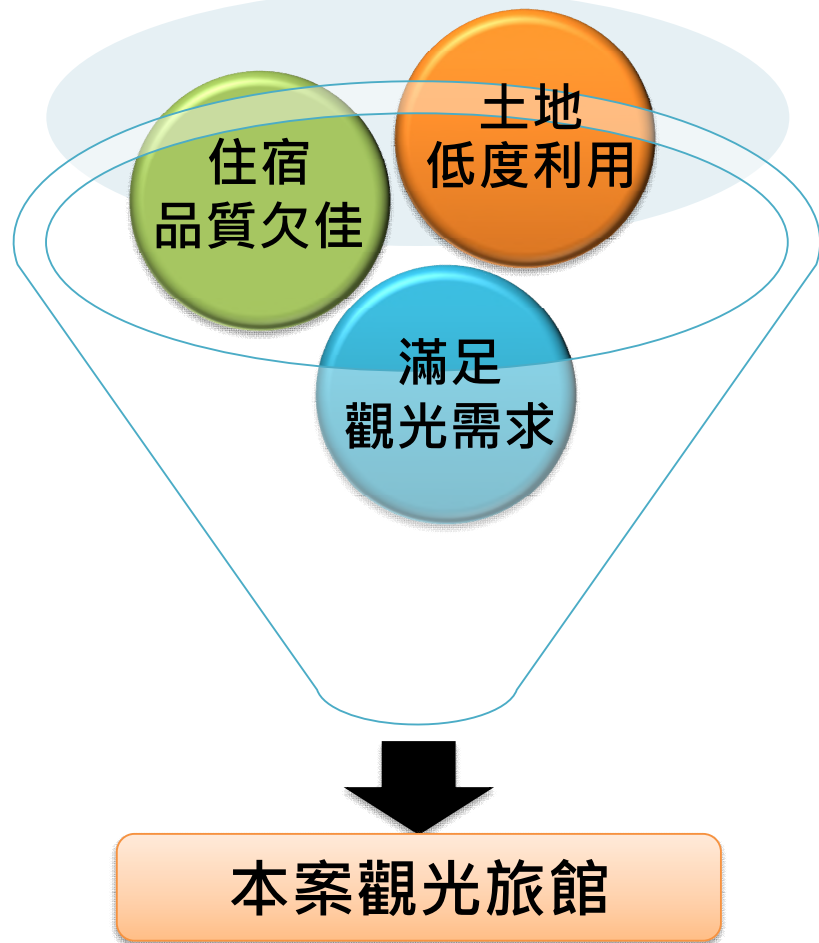 土地
低度利用
住宿
品質欠佳
滿足
觀光需求
本案觀光旅館